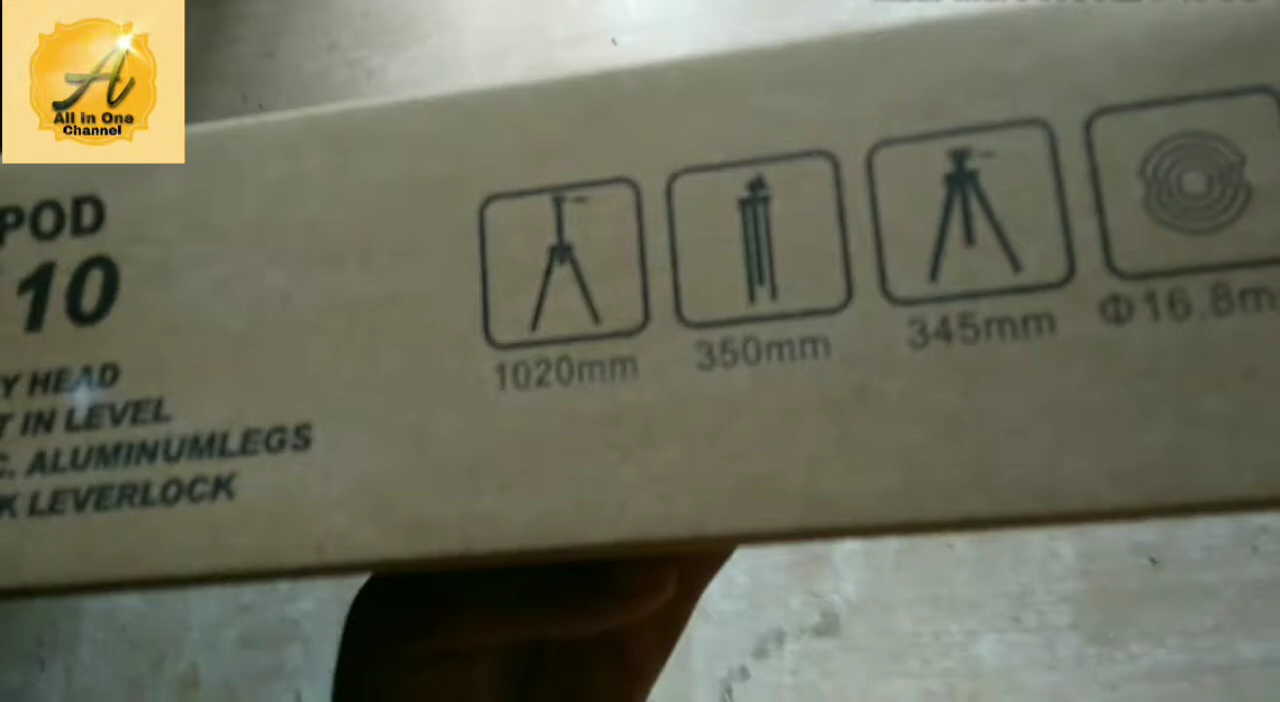 All in One
Channel
POD
10
Y HEAD
T IN LEVEL
C. ALUMINUMLEGS
K LEVERLOCK
1020mm
350mm
345mm
Φ16.8m